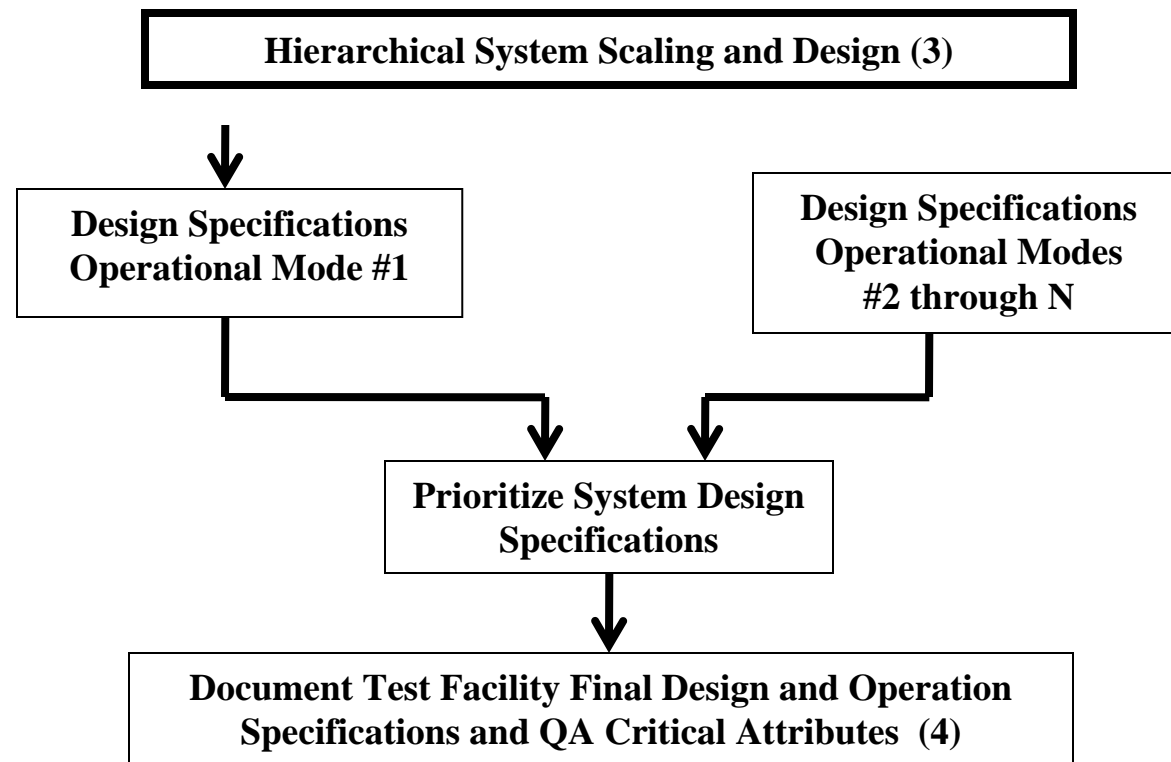 Hierarchical System Scaling and Design (3)
Design Specifications
Operational Mode #1
Design Specifications
Operational Modes
#2 through N
Prioritize System Design
Specifications
Document Test Facility Final Design and Operation
Specifications and QA Critical Attributes (4)